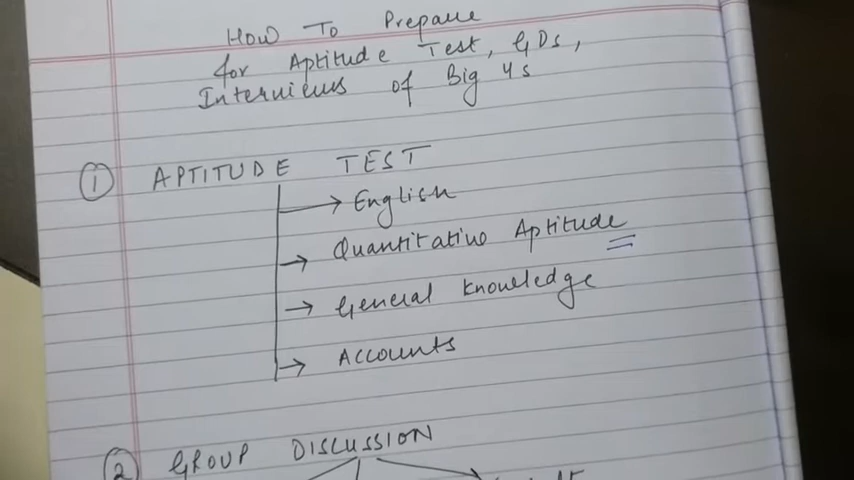 How To Prepare
for Aptitude Test, GDs,
Interviews of Big 4s
① APTITUDE TEST
→ English
→ Quantitative Aptitude
→ General Knowledge
→ Accounts
② GROUP DISCUSSION